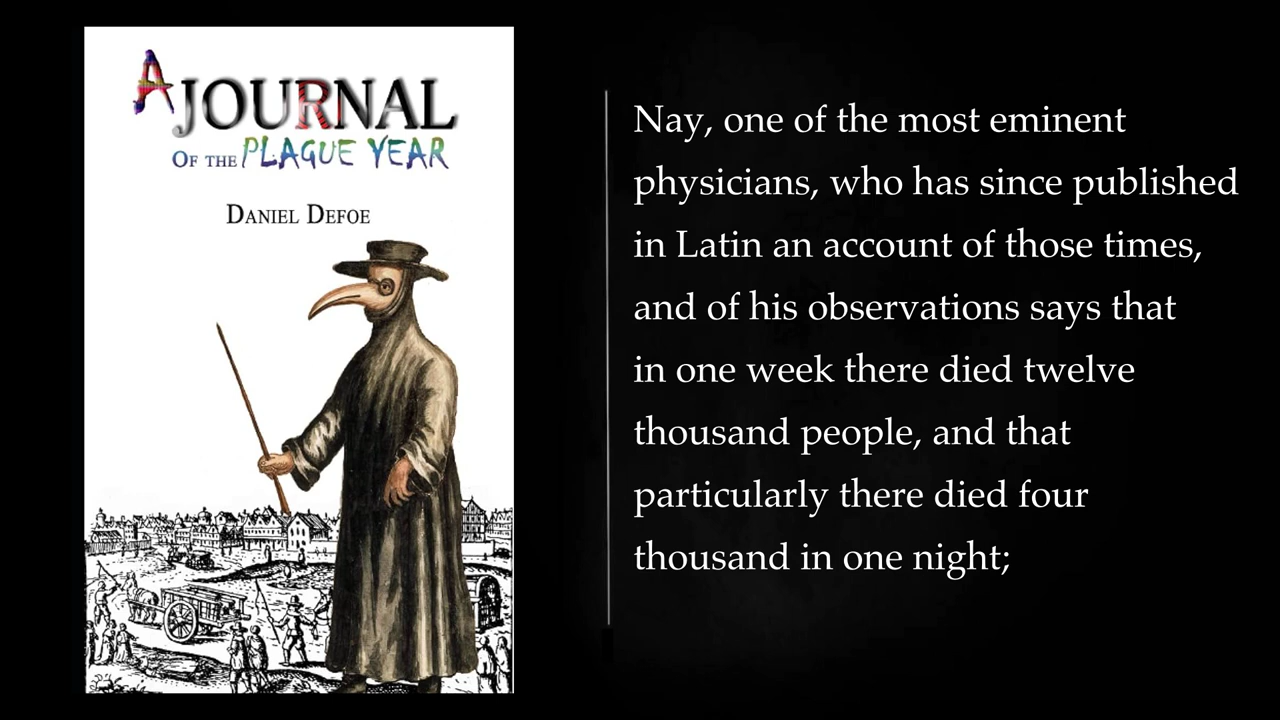 A JOURNAL
OF THE PLAGUE YEAR
DANIEL DEFOE
Nay, one of the most eminent
physicians, who has since published
in Latin an account of those times,
and of his observations says that
in one week there died twelve
thousand people, and that
particularly there died four
thousand in one night;